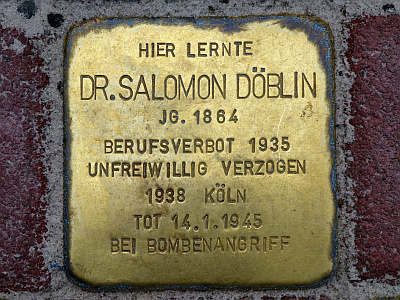 HIER LERNTE
DR. SALOMON DÖBLIN
JG. 1864
BERUFSVERBOT 1935
UNFREIWILLIG VERZOGEN
1938 KÖLN
TOT 14.1.1945
BEI BOMBENANGRIFF